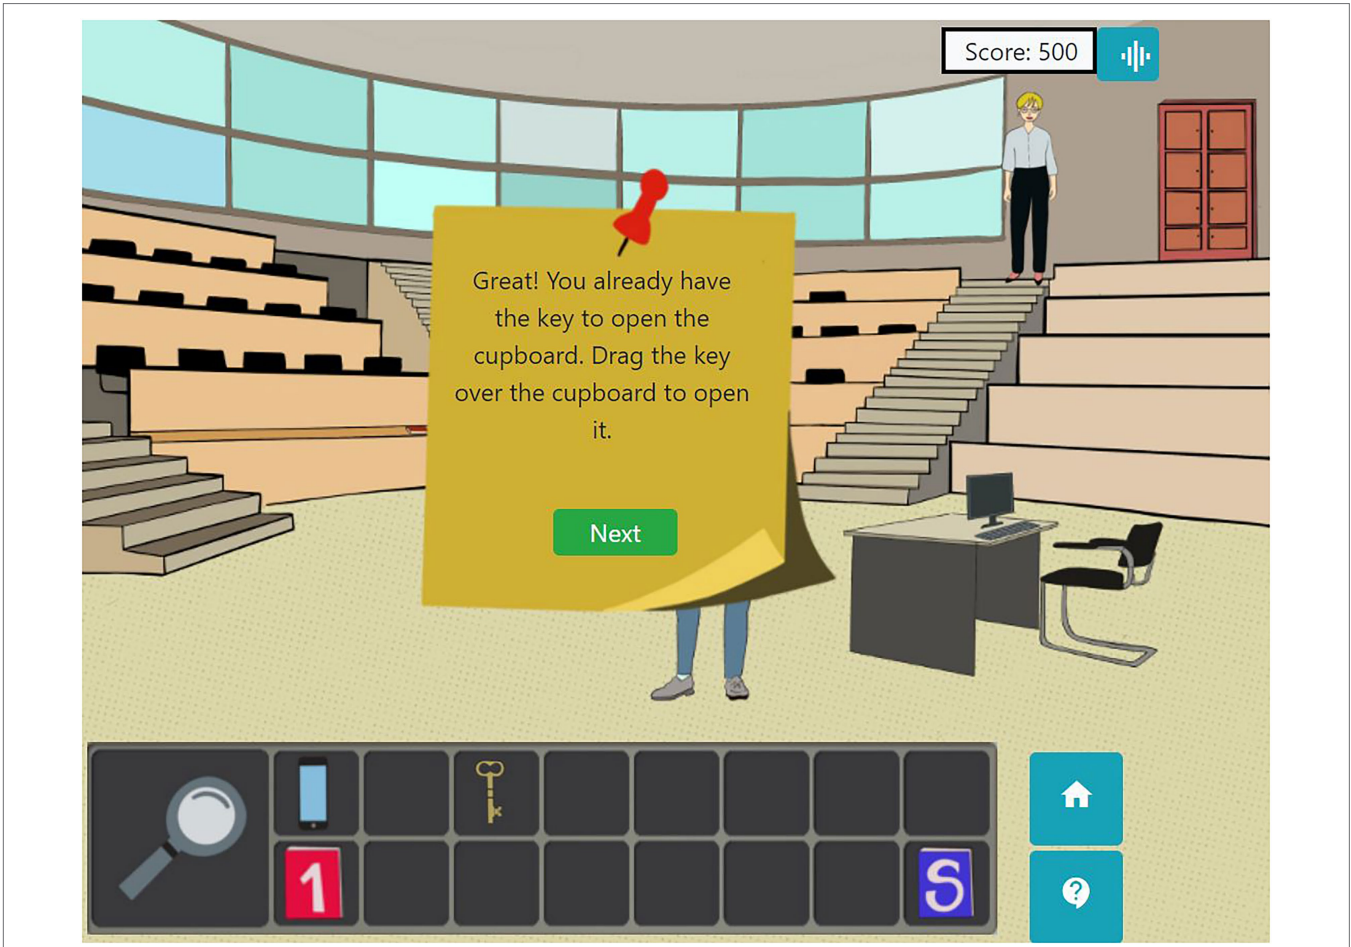 Score: 500
Great! You already have
the key to open the
cupboard. Drag the key
over the cupboard to open
it.
Next
1
S
?